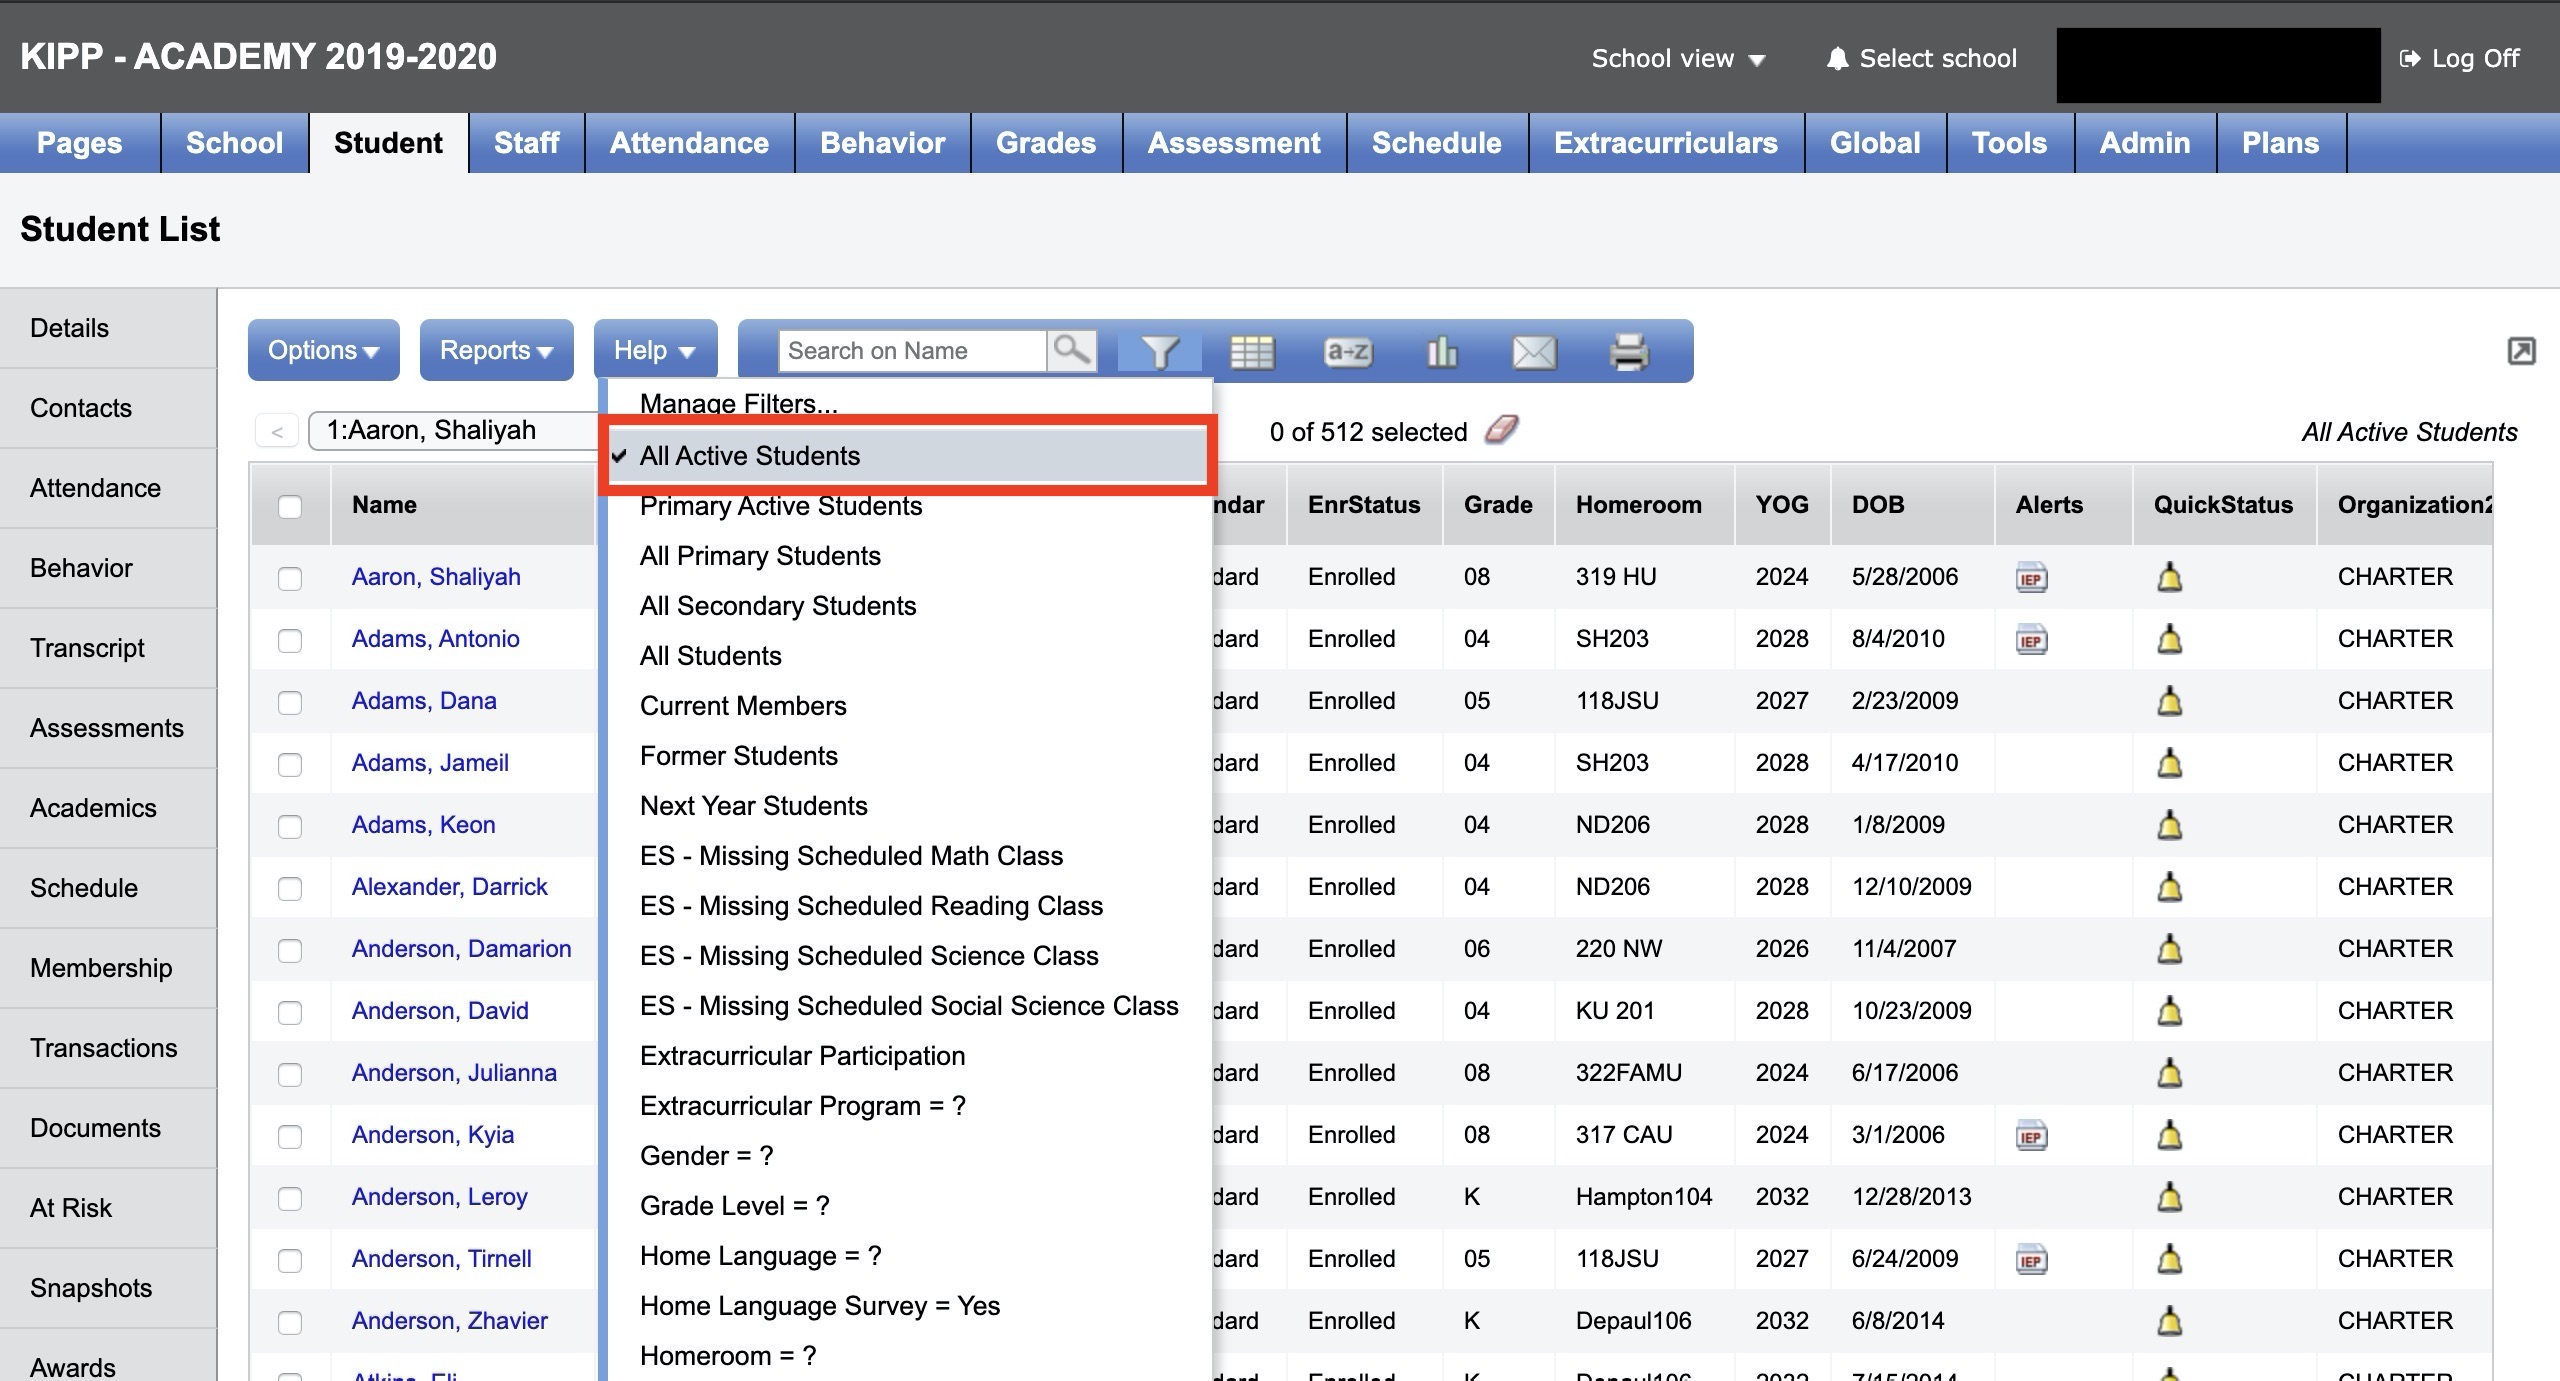 KIPP - ACADEMY 2019-2020
School view
Select school
Log Off
Pages School Student Staff Attendance Behavior Grades Assessment Schedule Extracurriculars Global Tools Admin Plans
Student List
Details
Contacts
Attendance
Behavior
Transcript
Assessments
Academics
Schedule
Membership
Transactions
Documents
At Risk
Snapshots
Awards
Options Reports Help Search on Name a-z
< 1:Aaron, Shaliyah
0 of 512 selected
All Active Students
Manage Filters...
All Active Students
Primary Active Students
All Primary Students
All Secondary Students
All Students
Current Members
Former Students
Next Year Students
ES - Missing Scheduled Math Class
ES - Missing Scheduled Reading Class
ES - Missing Scheduled Science Class
ES - Missing Scheduled Social Science Class
Extracurricular Participation
Extracurricular Program = ?
Gender = ?
Grade Level = ?
Home Language = ?
Home Language Survey = Yes
Homeroom = ?
Name ndar EnrStatus Grade Homeroom YOG DOB Alerts QuickStatus Organization2
Aaron, Shaliyah dard Enrolled 08 319 HU 2024 5/28/2006 IEP CHARTER
Adams, Antonio dard Enrolled 04 SH203 2028 8/4/2010 IEP CHARTER
Adams, Dana dard Enrolled 05 118JSU 2027 2/23/2009 CHARTER
Adams, Jameil dard Enrolled 04 SH203 2028 4/17/2010 CHARTER
Adams, Keon dard Enrolled 04 ND206 2028 1/8/2009 CHARTER
Alexander, Darrick dard Enrolled 04 ND206 2028 12/10/2009 CHARTER
Anderson, Damarion dard Enrolled 06 220 NW 2026 11/4/2007 CHARTER
Anderson, David dard Enrolled 04 KU 201 2028 10/23/2009 CHARTER
Anderson, Julianna dard Enrolled 08 322FAMU 2024 6/17/2006 CHARTER
Anderson, Kyia dard Enrolled 08 317 CAU 2024 3/1/2006 IEP CHARTER
Anderson, Leroy dard Enrolled K Hampton104 2032 12/28/2013 CHARTER
Anderson, Tirnell dard Enrolled 05 118JSU 2027 6/24/2009 IEP CHARTER
Anderson, Zhavier dard Enrolled K Depaul106 2032 6/8/2014 CHARTER